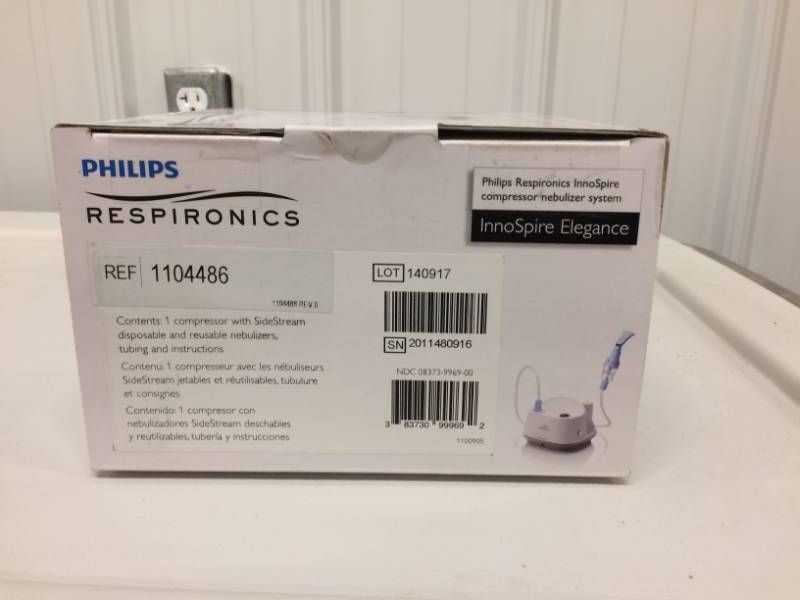 PHILIPS
RESPIRONICS
Philips Respironics InnoSpire
compressor nebulizer system
InnoSpire Elegance
REF 1104486
1104488 REV 0
Contents: 1 compressor with SideStream
disposable and reusable nebulizers,
tubing and instructions
Contenu: 1 compresseur avec les nébuliseurs
SideStream jetables et réutilisables, tubulure
et consignes
Contenido: 1 compresor con
nebulizadores SideStream deschables
y reutilizables, tubería y instrucciones
LOT 140917
SN 2011480916
NDC 08373-9969-00
3 83730 99969 2
1100905